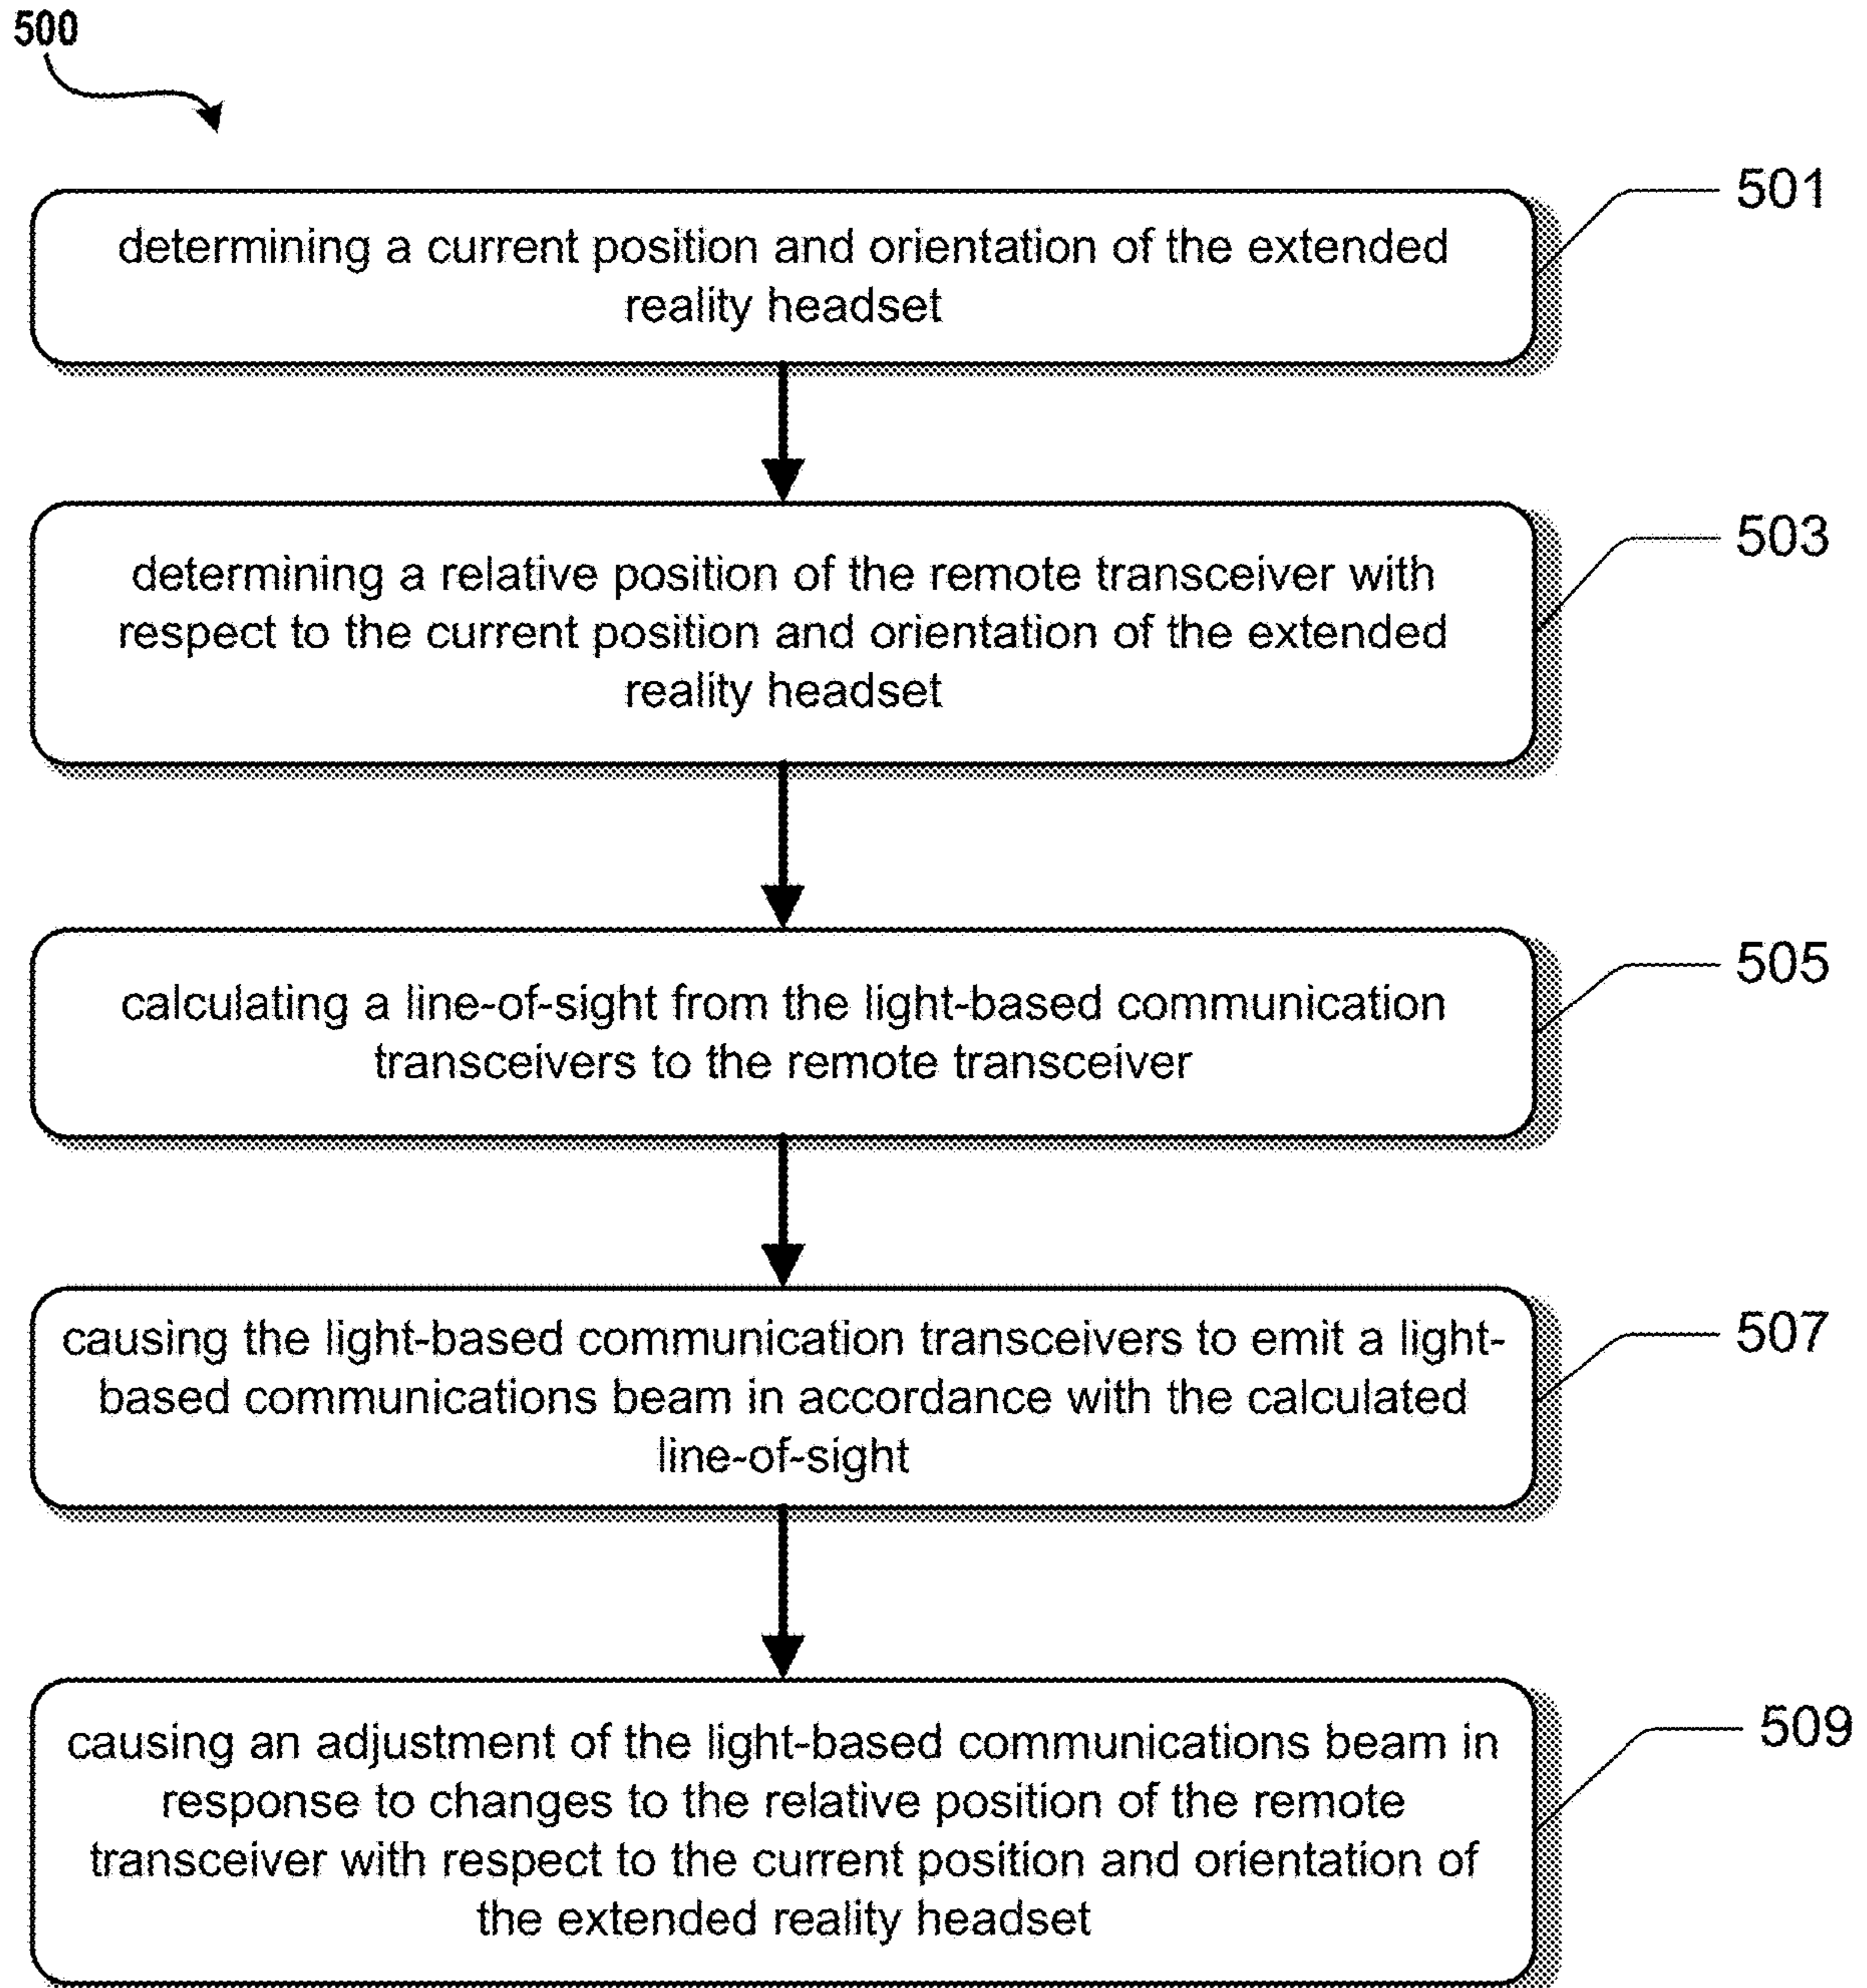 500
501
determining a current position and orientation of the extended
reality headset
503
determining a relative position of the remote transceiver with
respect to the current position and orientation of the extended
reality headset
505
calculating a line-of-sight from the light-based communication
transceivers to the remote transceiver
507
causing the light-based communication transceivers to emit a light-
based communications beam in accordance with the calculated
line-of-sight
509
causing an adjustment of the light-based communications beam in
response to changes to the relative position of the remote
transceiver with respect to the current position and orientation of
the extended reality headset